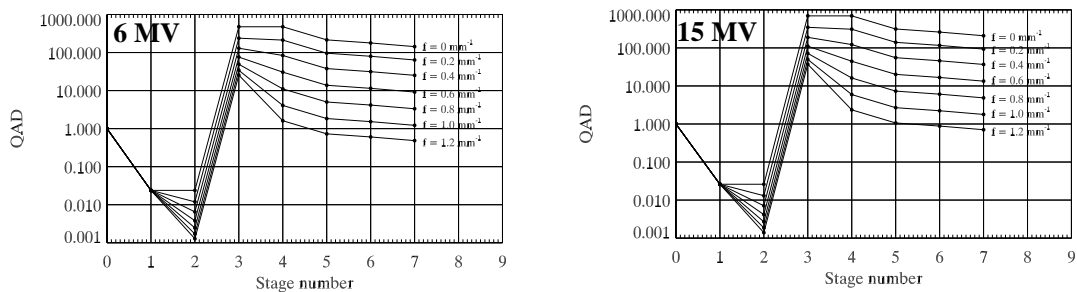 6 MV
1000.000
100.000
10.000
1.000
0.100
0.010
0.001
QAD
0 1 2 3 4 5 6 7 8 9
Stage number
f = 0 mm-1
f = 0.2 mm-1
f = 0.4 mm-1
f = 0.6 mm-1
f = 0.8 mm-1
f = 1.0 mm-1
f = 1.2 mm-1
15 MV
1000.000
100.000
10.000
1.000
0.100
0.010
0.001
QAD
0 1 2 3 4 5 6 7 8 9
Stage number
f = 0 mm-1
f = 0.2 mm-1
f = 0.4 mm-1
f = 0.6 mm-1
f = 0.8 mm-1
f = 1.0 mm-1
f = 1.2 mm-1